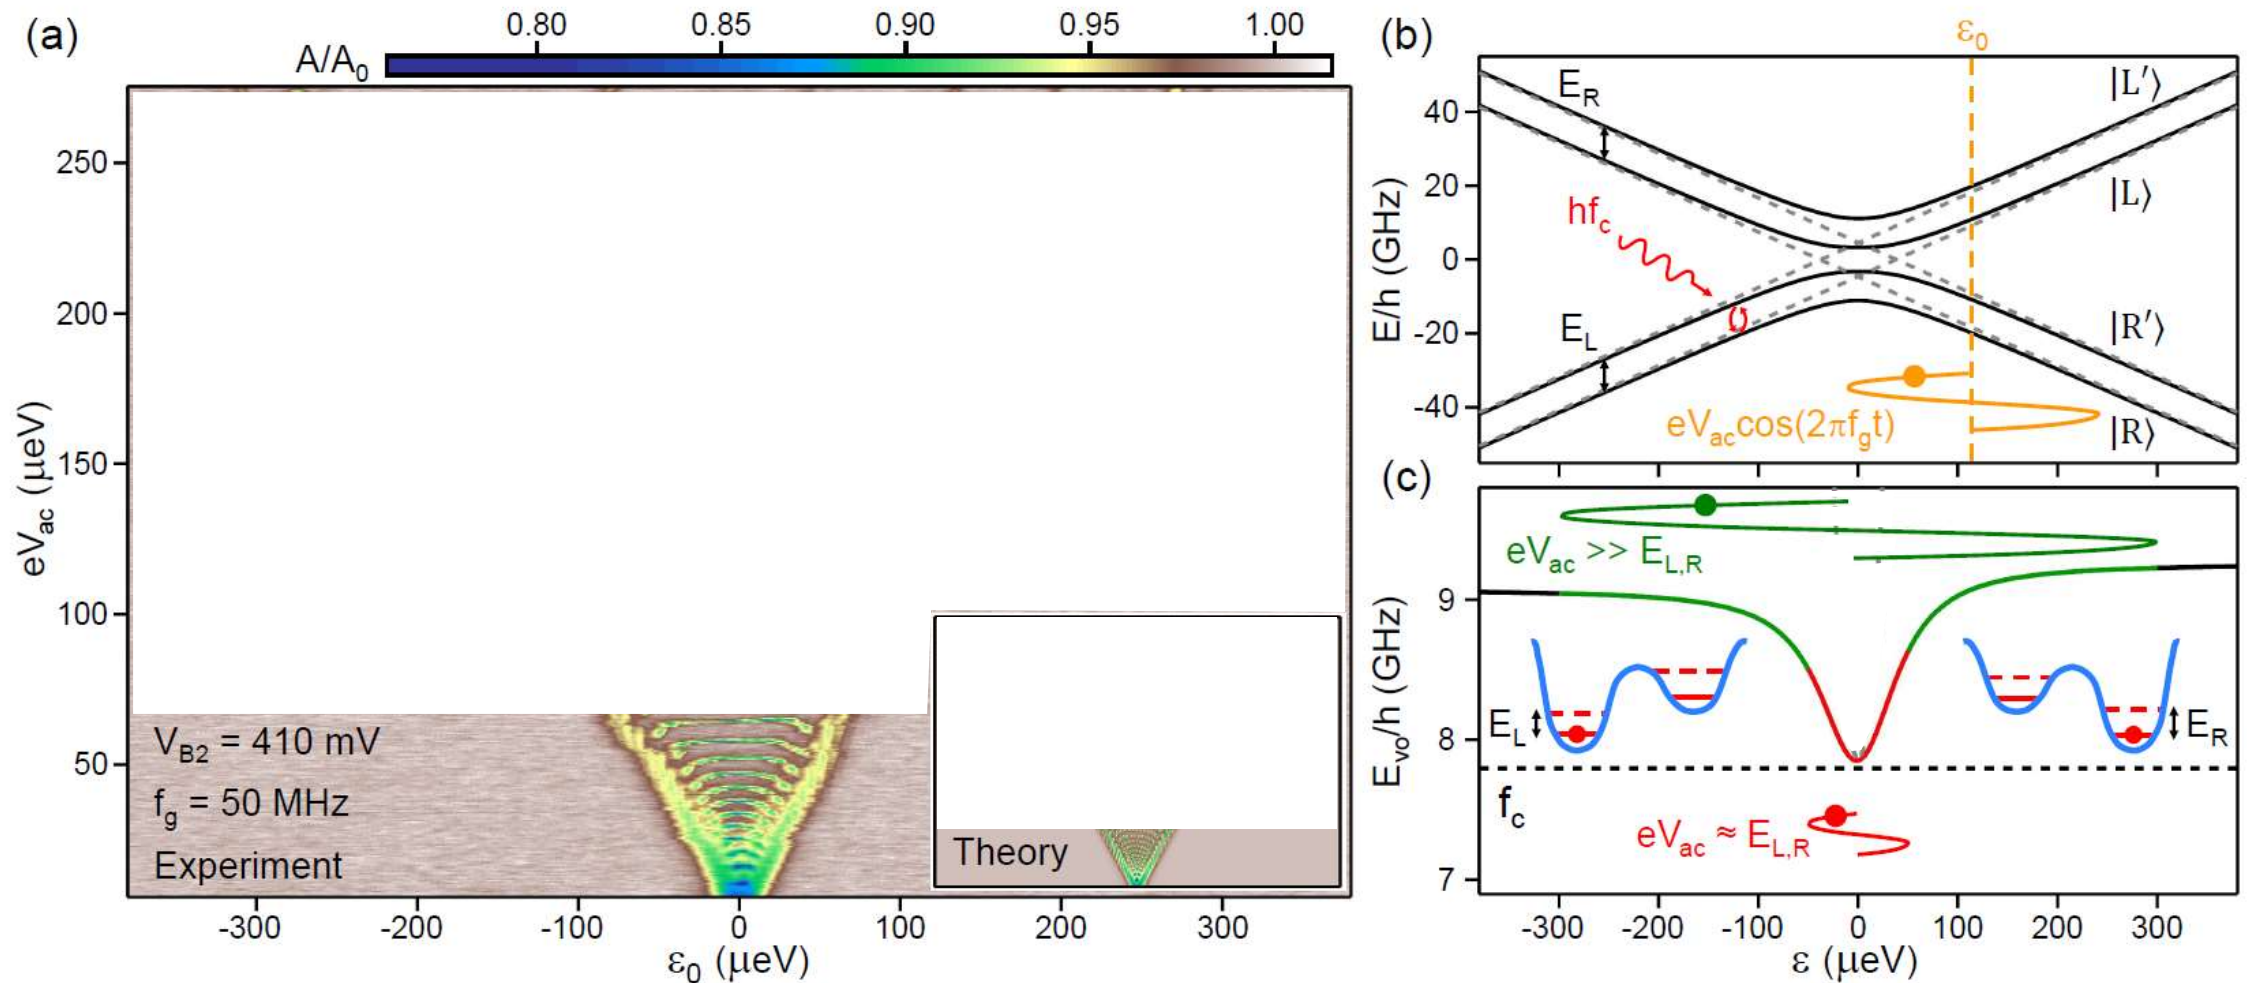 (a)
A/A0
0.80 0.85 0.90 0.95 1.00
eVac (μeV)
250
200
150
100
50
VB2 = 410 mV
fg = 50 MHz
Experiment
Theory
-300 -200 -100 0 100 200 300
ε0 (μeV)
(b)
ε0
E/h (GHz)
40
20
0
-20
-40
ER
|L′⟩
|L⟩
hfc
EL
|R′⟩
eVaccos(2πfgt)
|R⟩
(c)
Evo/h (GHz)
9
8
7
eVac >> EL,R
EL
ER
fc
eVac ≈ EL,R
-300 -200 -100 0 100 200 300
ε (μeV)